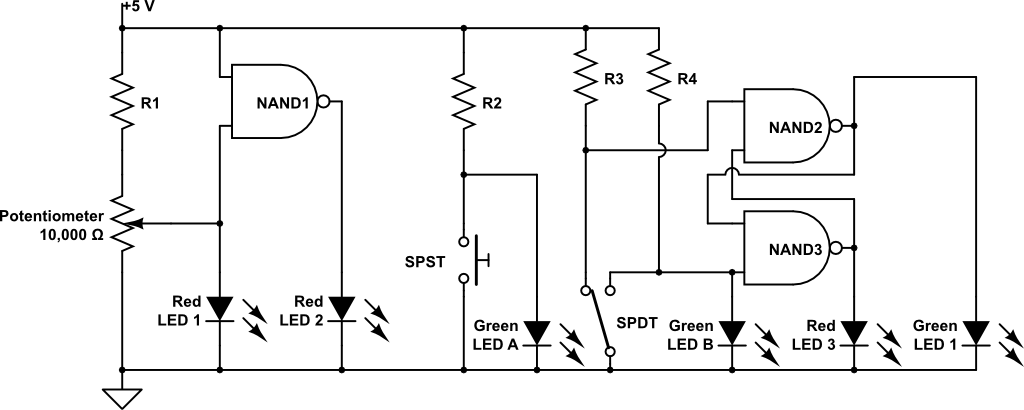 +5 V
R1
NAND1
R2
R3
R4
NAND2
Potentiometer
10,000 Ω
NAND3
SPST
Red
LED 1
Red
LED 2
Green
LED A
SPDT
Green
LED B
Red
LED 3
Green
LED 1